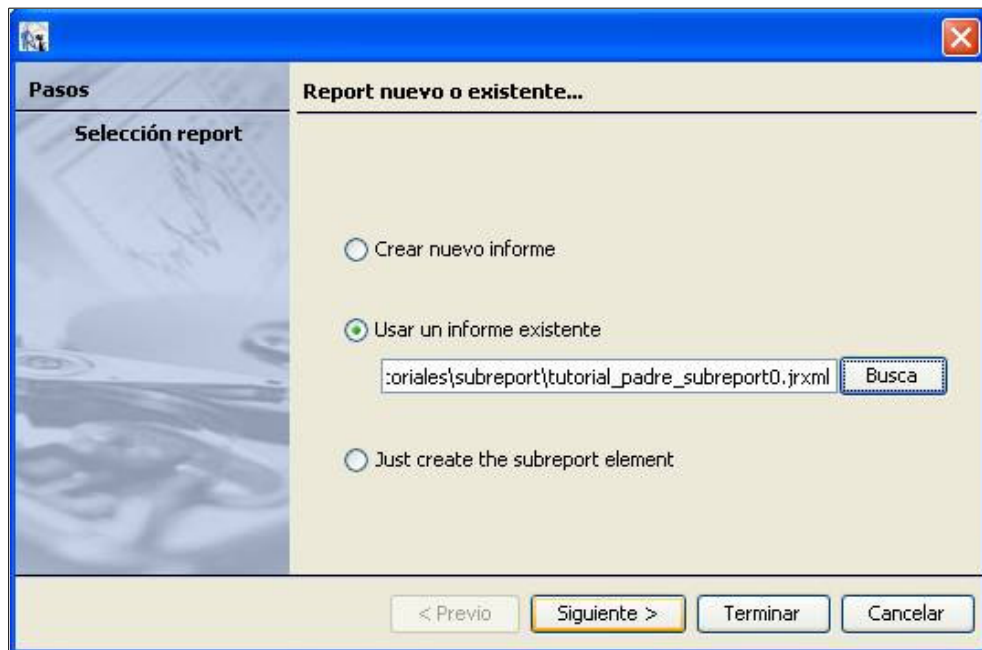 Pasos
Selección report
Report nuevo o existente...
Crear nuevo informe
Usar un informe existente
:oriales\subreport\tutorial_padre_subreport0.jrxml
Busca
Just create the subreport element
< Previo
Siguiente >
Terminar
Cancelar